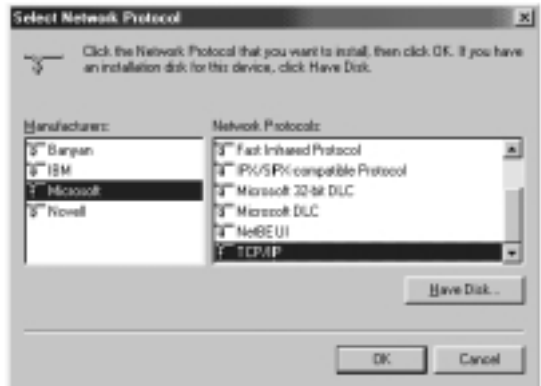 Select Network Protocol
Click the Network Protocol that you want to install, then click OK. If you have
an installation disk for this device, click Have Disk.
Manufacturers:
Banyan
IBM
Microsoft
Novell
Network Protocols:
Fast Infrared Protocol
IPX/SPX-compatible Protocol
Microsoft 32-bit DLC
Microsoft DLC
NetBEUI
TCP/IP
Have Disk...
OK
Cancel